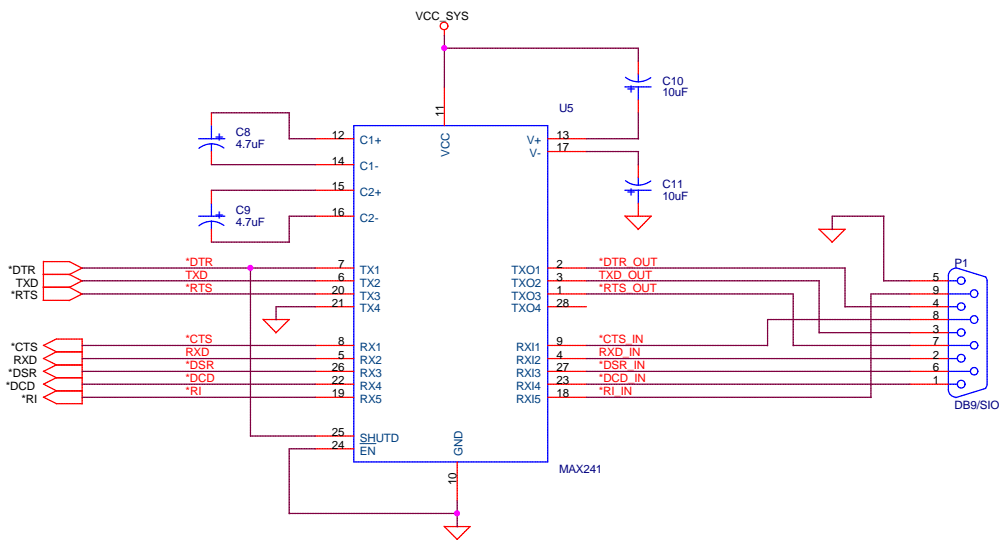 VCC_SYS
C10
10uF
U5
11
VCC
C8
4.7uF
12 C1+
V+ 13
V- 17
14 C1-
15 C2+
C11
10uF
C9
4.7uF
16 C2-
*DTR *DTR 7 TX1 TXO1 2 *DTR_OUT
TXD TXD 6 TX2 TXO2 3 TXD_OUT
*RTS *RTS 20 TX3 TXO3 1 *RTS_OUT
21 TX4 TXO4 28
P1
5
9
4
8
3
7
2
6
1
DB9/SIO
*CTS *CTS 8 RX1 RXI1 9 *CTS_IN
RXD RXD 5 RX2 RXI2 4 RXD_IN
*DSR *DSR 26 RX3 RXI3 27 *DSR_IN
*DCD *DCD 22 RX4 RXI4 23 *DCD_IN
*RI *RI 19 RX5 RXI5 18 *RI_IN
25 SHUTD
24 EN
GND
10
MAX241